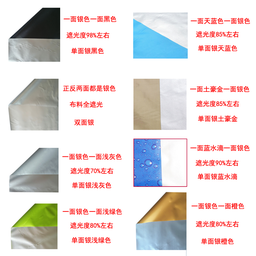 一面银色一面黑色
遮光度98%左右
单面银黑色
一面天蓝色一面银色
遮光度85%左右
单面银天蓝色
正反两面都是银色
布料全遮光
双面银
一面土豪金一面银色
遮光度85%左右
单面银土豪金
一面银色一面浅灰色
遮光度70%左右
单面银浅灰色
一面蓝水滴一面银色
遮光度90%左右
单面银蓝水滴
一面银色一面浅绿色
遮光度80%左右
单面银浅绿色
一面银色一面橙色
遮光度80%左右
单面银橙色